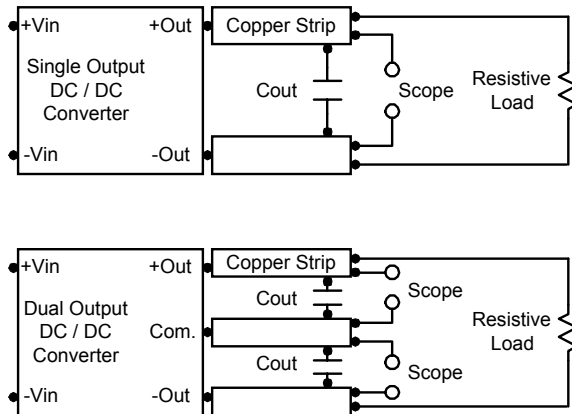 +Vin +Out Copper Strip
Single Output
DC / DC
Converter
Cout Scope Resistive
Load
-Vin -Out
+Vin +Out Copper Strip
Cout Scope
Dual Output
DC / DC
Converter
Com. Resistive
Load
Cout Scope
-Vin -Out